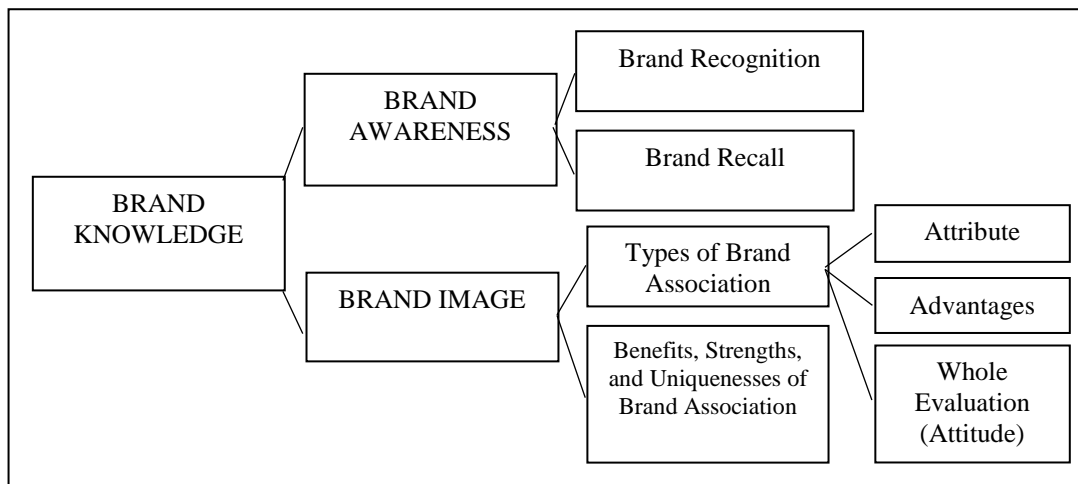 BRAND
KNOWLEDGE
BRAND
AWARENESS
Brand Recognition
Brand Recall
BRAND IMAGE
Types of Brand
Association
Attribute
Advantages
Whole
Evaluation
(Attitude)
Benefits, Strengths,
and Uniquenesses of
Brand Association